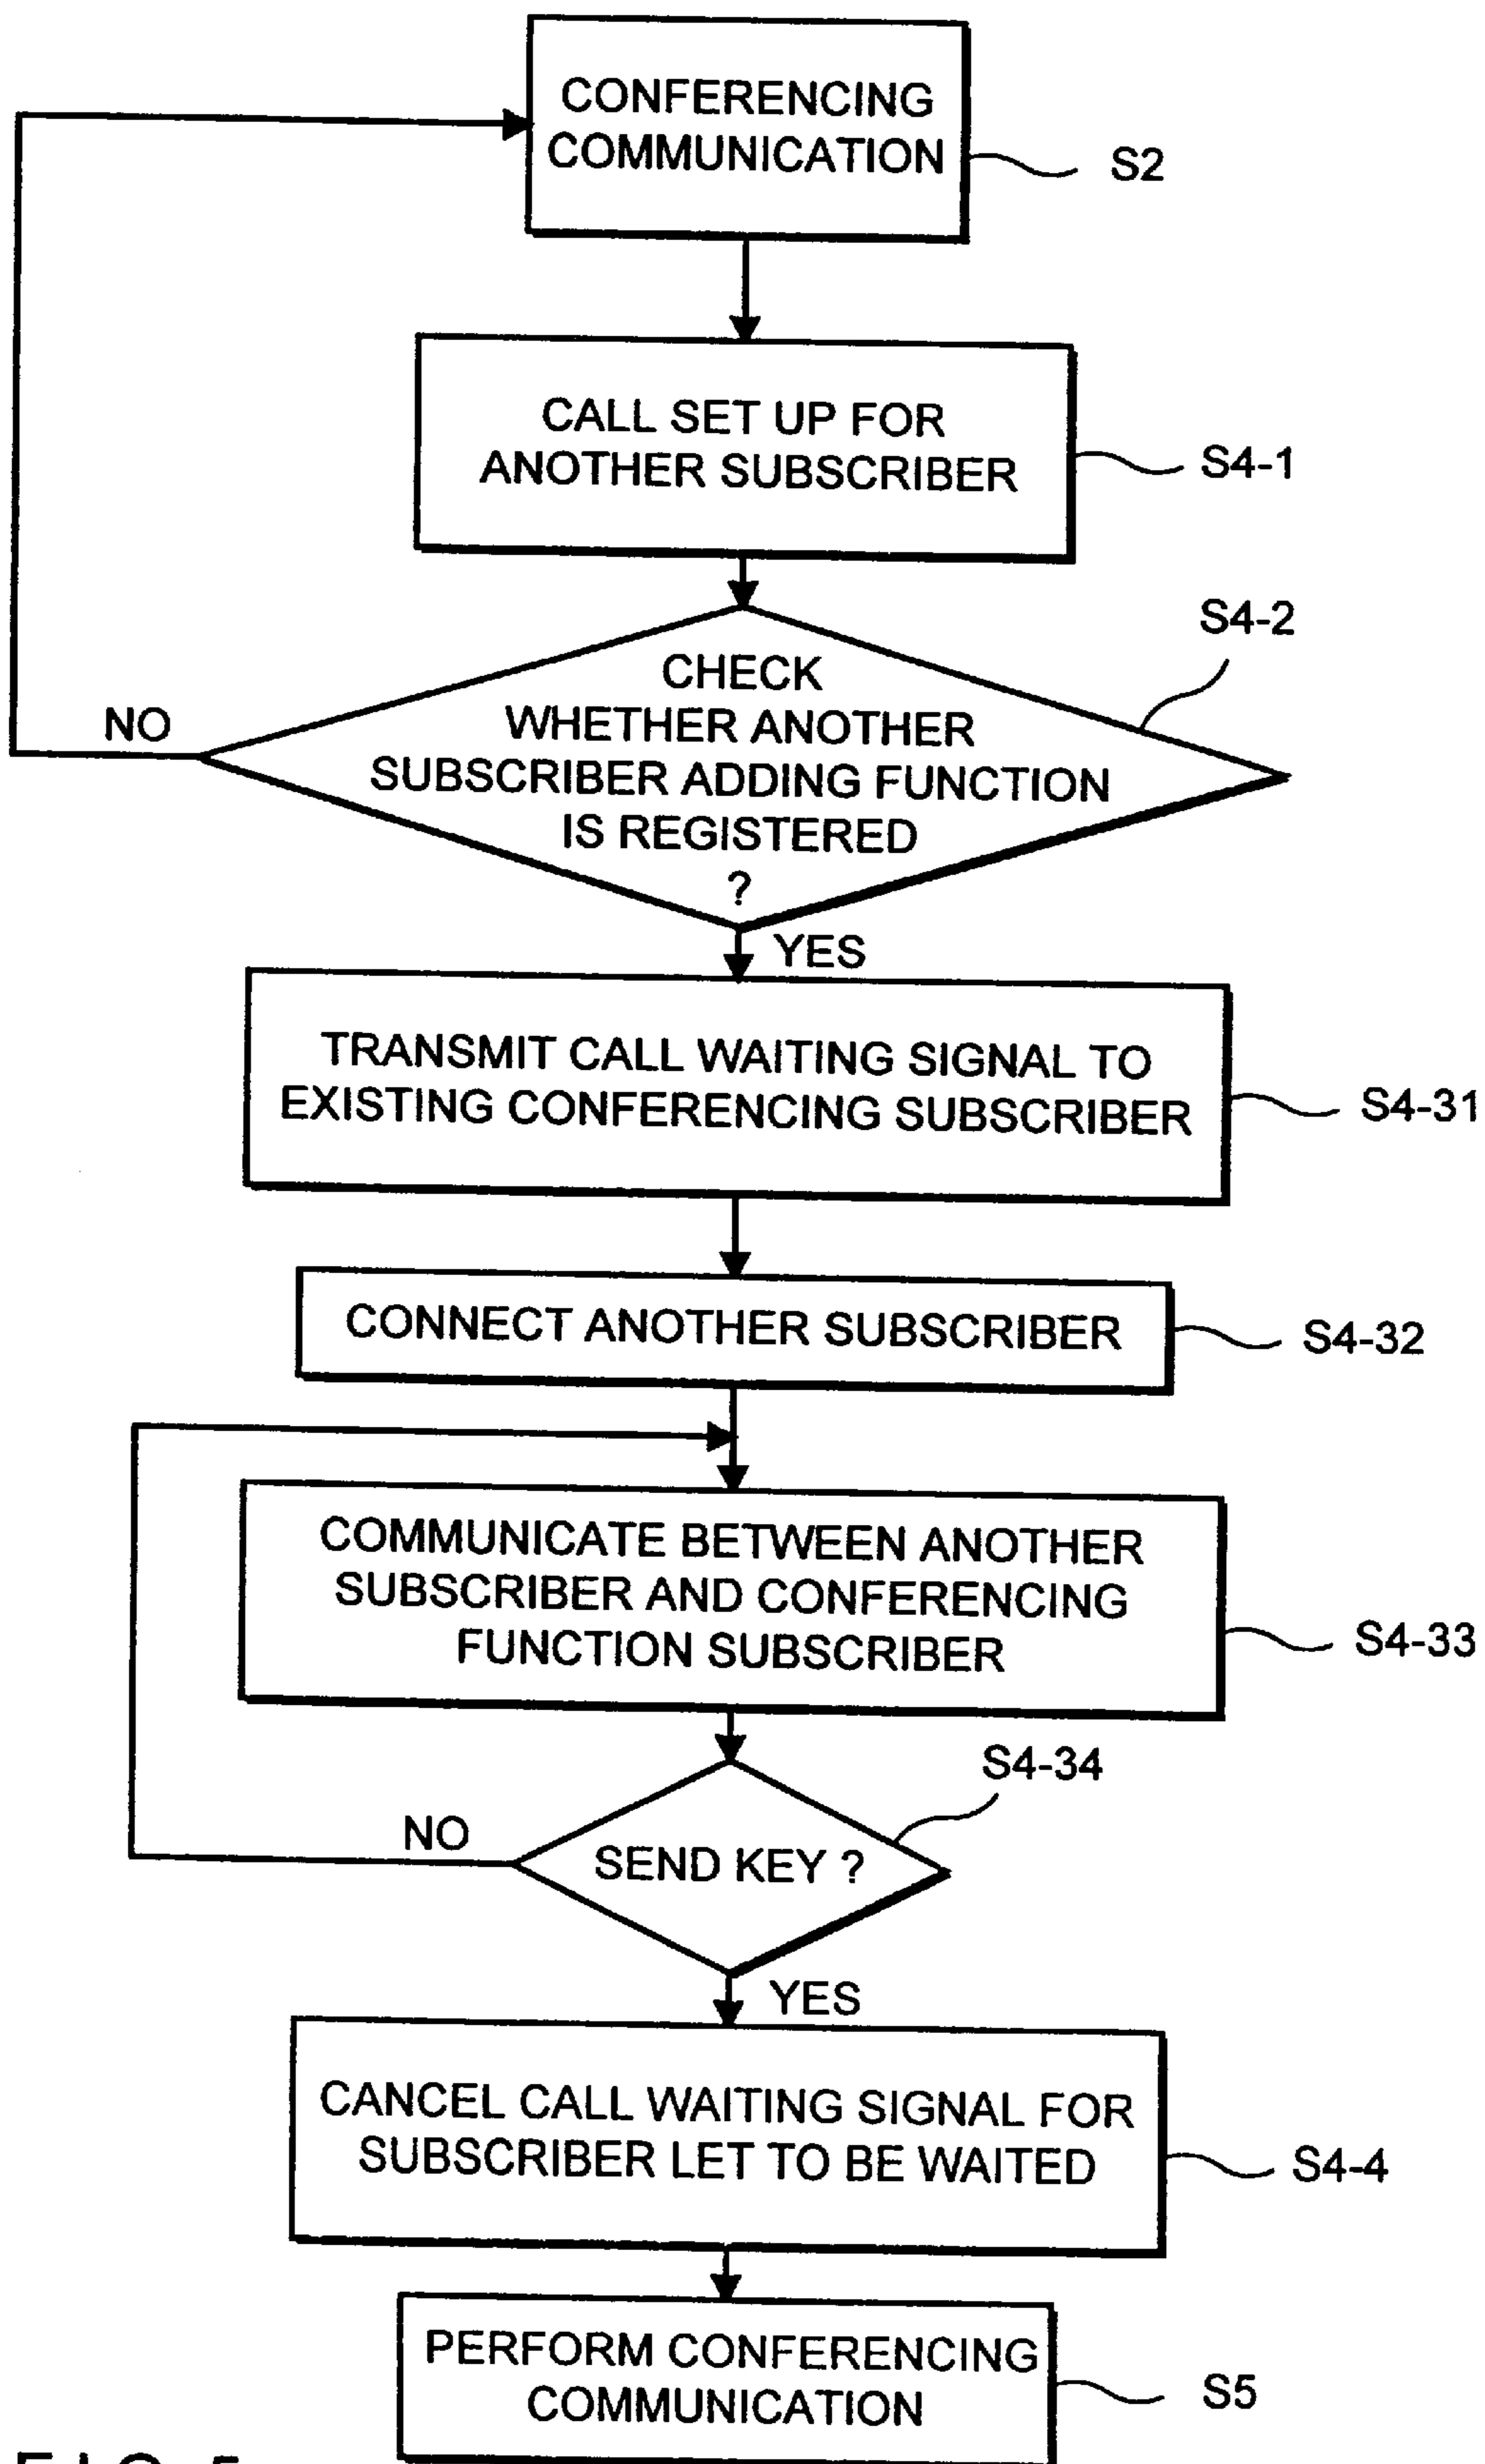 CONFERENCING
COMMUNICATION
S2
CALL SET UP FOR
ANOTHER SUBSCRIBER
S4-1
S4-2
CHECK
WHETHER ANOTHER
SUBSCRIBER ADDING FUNCTION
IS REGISTERED
?
NO
YES
TRANSMIT CALL WAITING SIGNAL TO
EXISTING CONFERENCING SUBSCRIBER
S4-31
CONNECT ANOTHER SUBSCRIBER
S4-32
COMMUNICATE BETWEEN ANOTHER
SUBSCRIBER AND CONFERENCING
FUNCTION SUBSCRIBER
S4-33
S4-34
NO
SEND KEY ?
YES
CANCEL CALL WAITING SIGNAL FOR
SUBSCRIBER LET TO BE WAITED
S4-4
PERFORM CONFERENCING
COMMUNICATION
S5